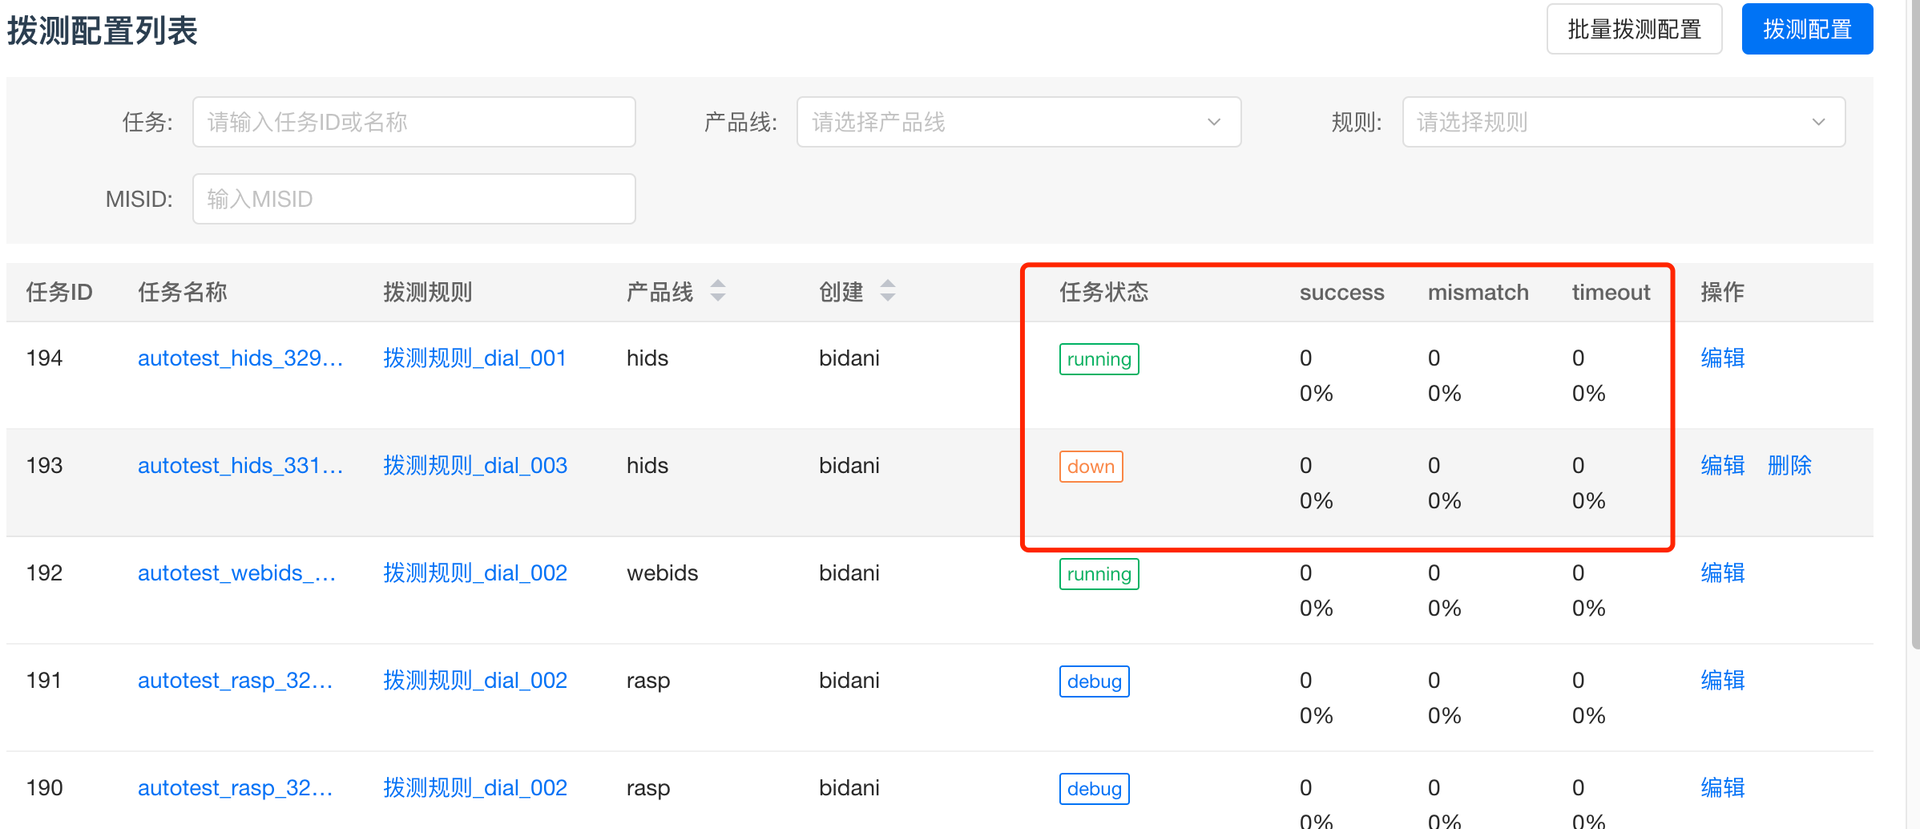 拨测配置列表
批量拨测配置
拨测配置
任务:
请输入任务ID或名称
产品线:
请选择产品线
规则:
请选择规则
MISID:
输入MISID
任务ID 任务名称 拨测规则 产品线 创建 任务状态 success mismatch timeout 操作
194 autotest_hids_329... 拨测规则_dial_001 hids bidani running 0 0 0 编辑
0% 0% 0%
193 autotest_hids_331... 拨测规则_dial_003 hids bidani down 0 0 0 编辑 删除
0% 0% 0%
192 autotest_webids_... 拨测规则_dial_002 webids bidani running 0 0 0 编辑
0% 0% 0%
191 autotest_rasp_32... 拨测规则_dial_002 rasp bidani debug 0 0 0 编辑
0% 0% 0%
190 autotest_rasp_32... 拨测规则_dial_002 rasp bidani debug 0 0 0 编辑
0% 0% 0%